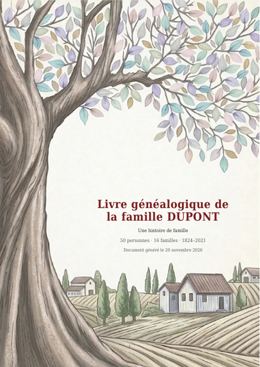 Livre généalogique de
la famille DUPONT
Une histoire de famille
50 personnes · 16 familles · 1824–2021
Document généré le 20 novembre 2020